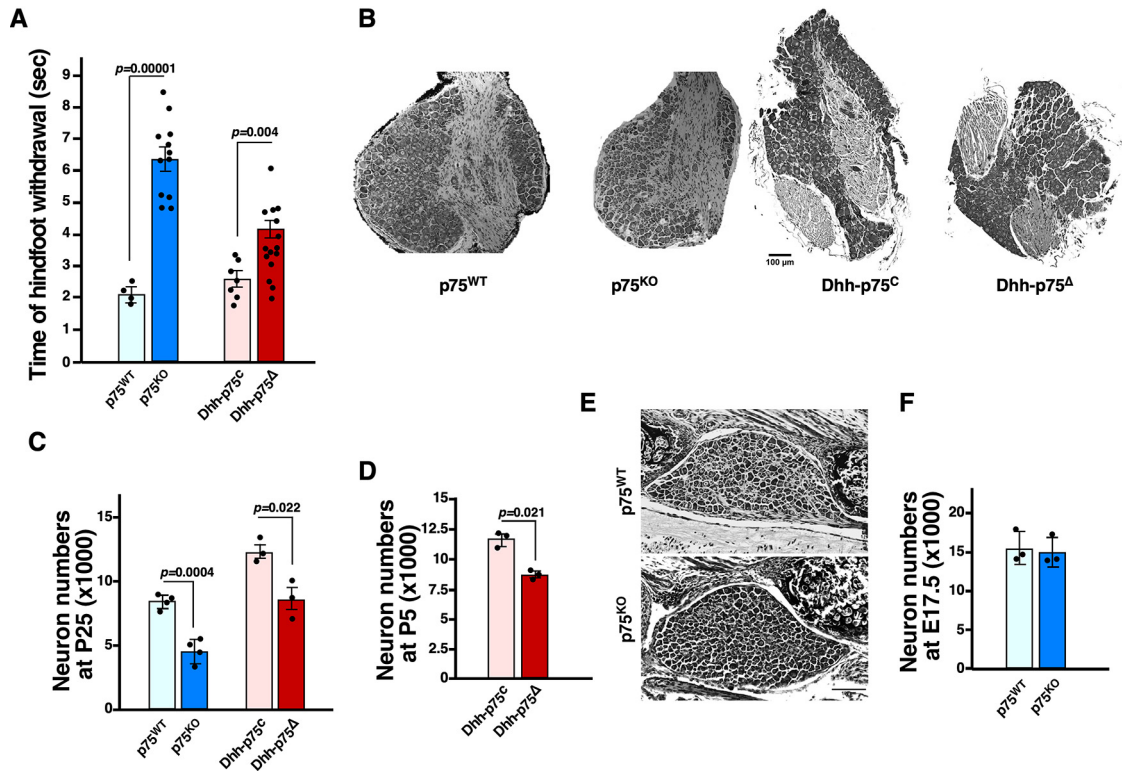 A
Time of hindfoot withdrawal (sec)
9
8
7
6
5
4
3
2
1
0
p=0.00001
p=0.004
p75WT
p75KO
Dhh-p75C
Dhh-p75Δ
B
100 µm
p75WT
p75KO
Dhh-p75C
Dhh-p75Δ
C
Neuron numbers
at P25 (x1000)
15
10
5
0
p=0.0004
p=0.022
p75WT
p75KO
Dhh-p75C
Dhh-p75Δ
D
Neuron numbers
at P5 (x1000)
15
12.5
10
7.5
5
2.5
0
p=0.021
Dhh-p75C
Dhh-p75Δ
E
p75WT
p75KO
F
Neuron numbers
at E17.5 (x1000)
20
15
10
5
0
p75WT
p75KO